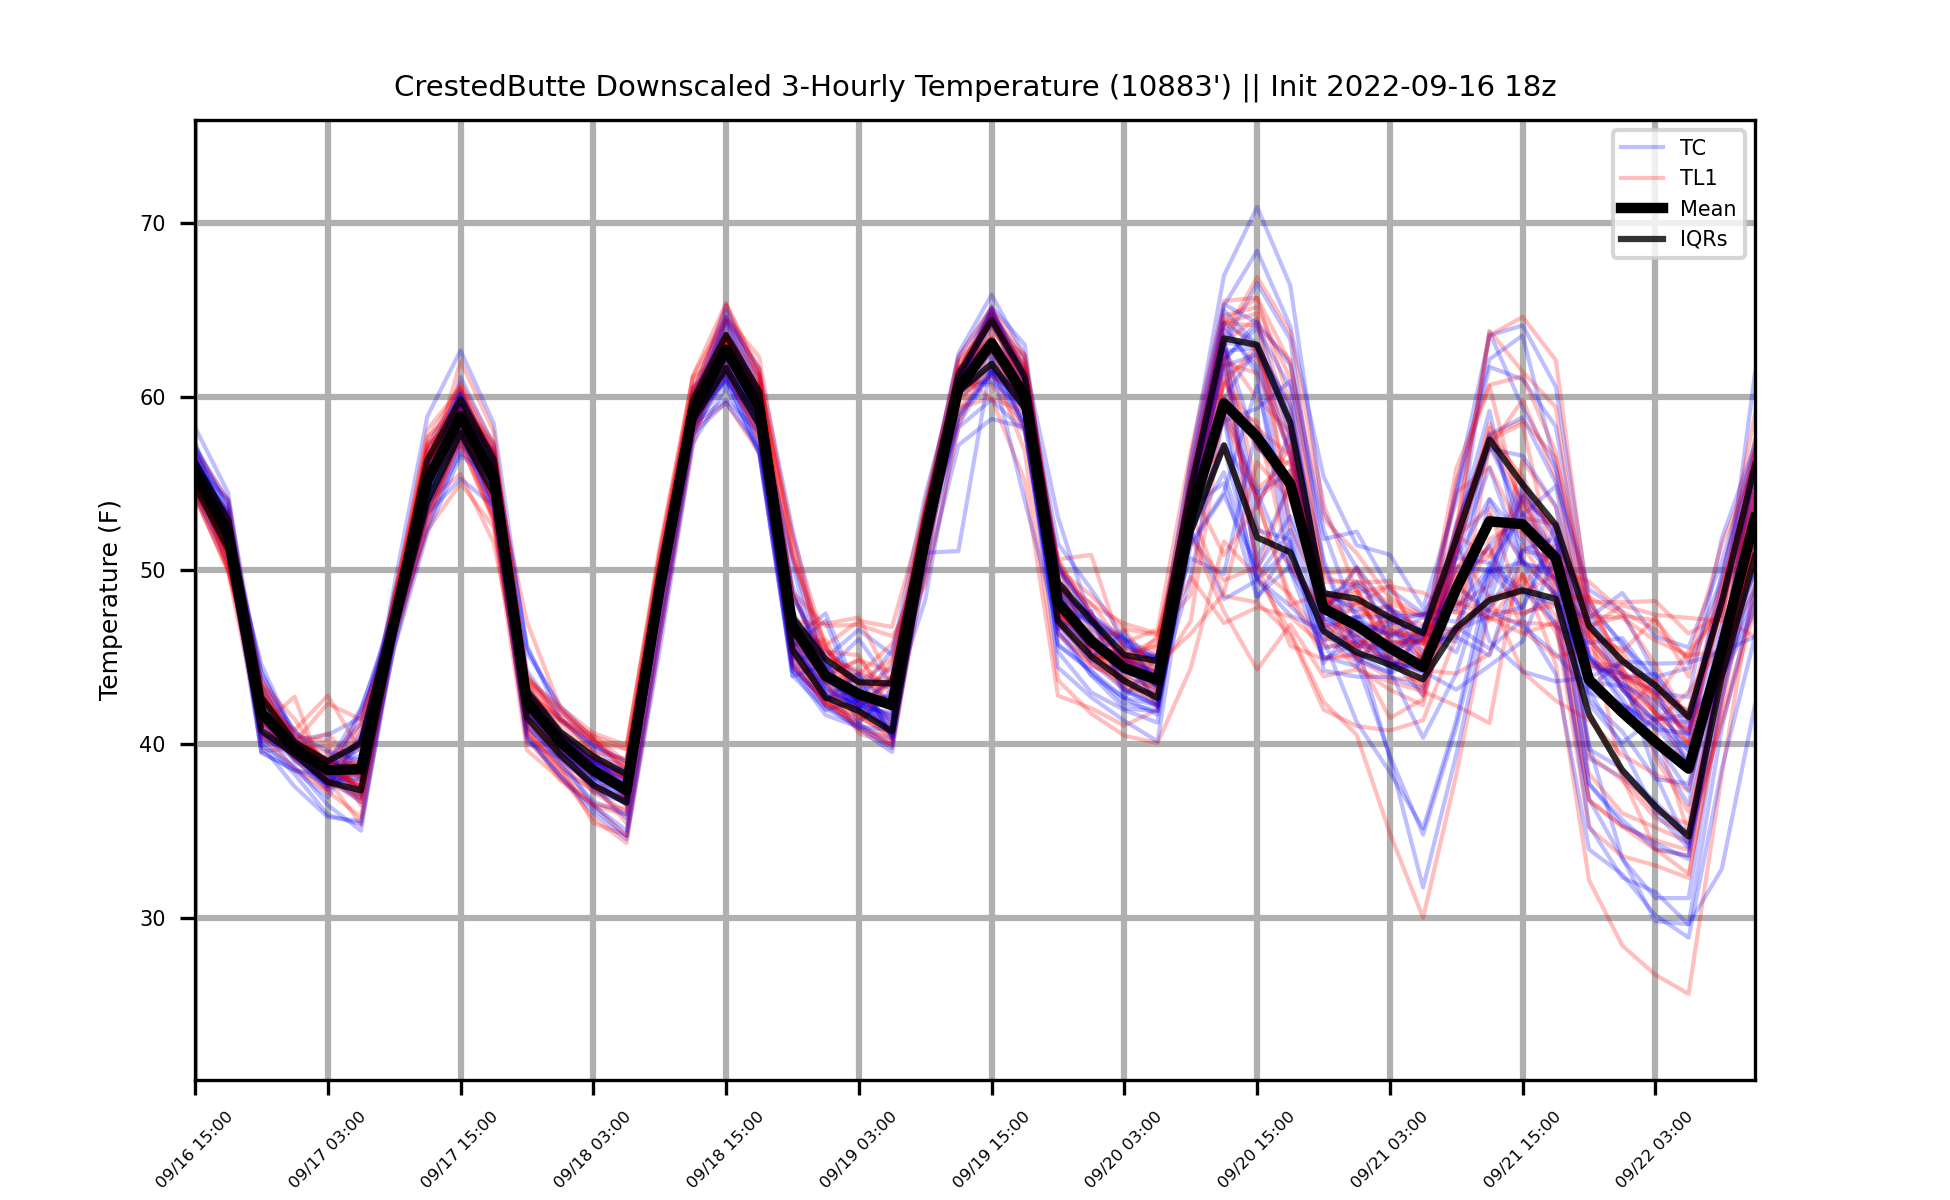 CrestedButte Downscaled 3-Hourly Temperature (10883') || Init 2022-09-16 18z
TC
TL1
Mean
IQRs
Temperature (F)
70
60
50
40
30
09/16 15:00
09/17 03:00
09/17 15:00
09/18 03:00
09/18 15:00
09/19 03:00
09/19 15:00
09/20 03:00
09/20 15:00
09/21 03:00
09/21 15:00
09/22 03:00